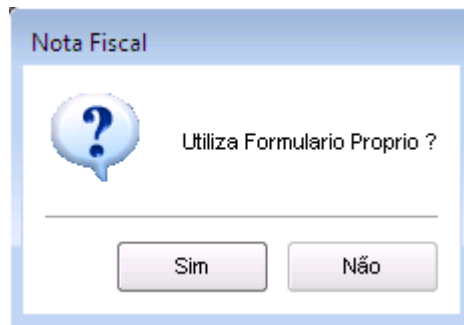 Nota Fiscal
Utiliza Formulario Proprio ?
Sim
Não